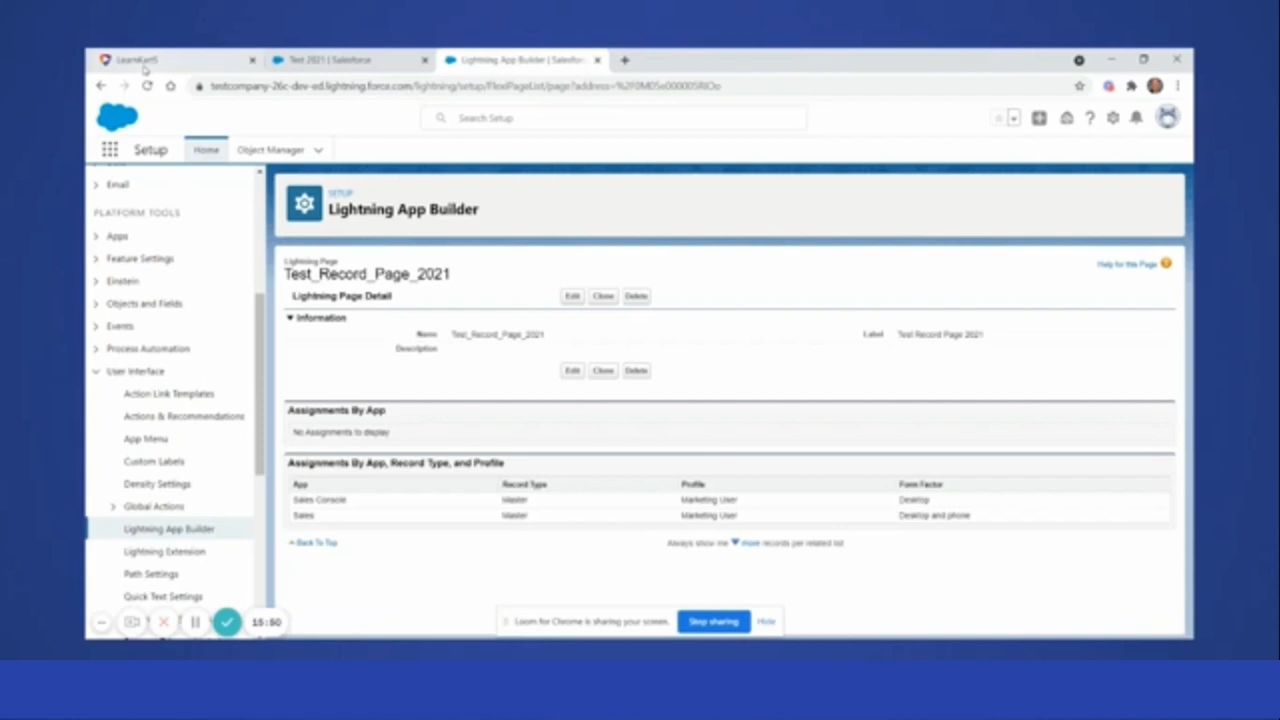 LearnKartS
Test 2021 | Salesforce
Lightning App Builder | Salesfor
testcompany-26c-dev-ed.lightning.force.com/lightning/setup/FlexiPageList/page?address=
Search Setup
Setup
Home
Object Manager
Email
PLATFORM TOOLS
Apps
Feature Settings
Einstein
Objects and Fields
Events
Process Automation
User Interface
Action Link Templates
Actions & Recommendations
App Menu
Custom Labels
Density Settings
Global Actions
Lightning App Builder
Lightning Extension
Path Settings
Quick Text Settings
SETUP
Lightning App Builder
Lightning Page
Test_Record_Page_2021
Help for this Page
Lightning Page Detail
Edit Clone Delete
Information
Name Test_Record_Page_2021 Label Test Record Page 2021
Description
Edit Clone Delete
Assignments By App
No Assignments to display
Assignments By App, Record Type, and Profile
App Record Type Profile Form Factor
Sales Console Master Marketing User Desktop
Sales Master Marketing User Desktop and phone
Back To Top Always show me more records per related list
15:50
Loom for Chrome is sharing your screen. Stop sharing Hide